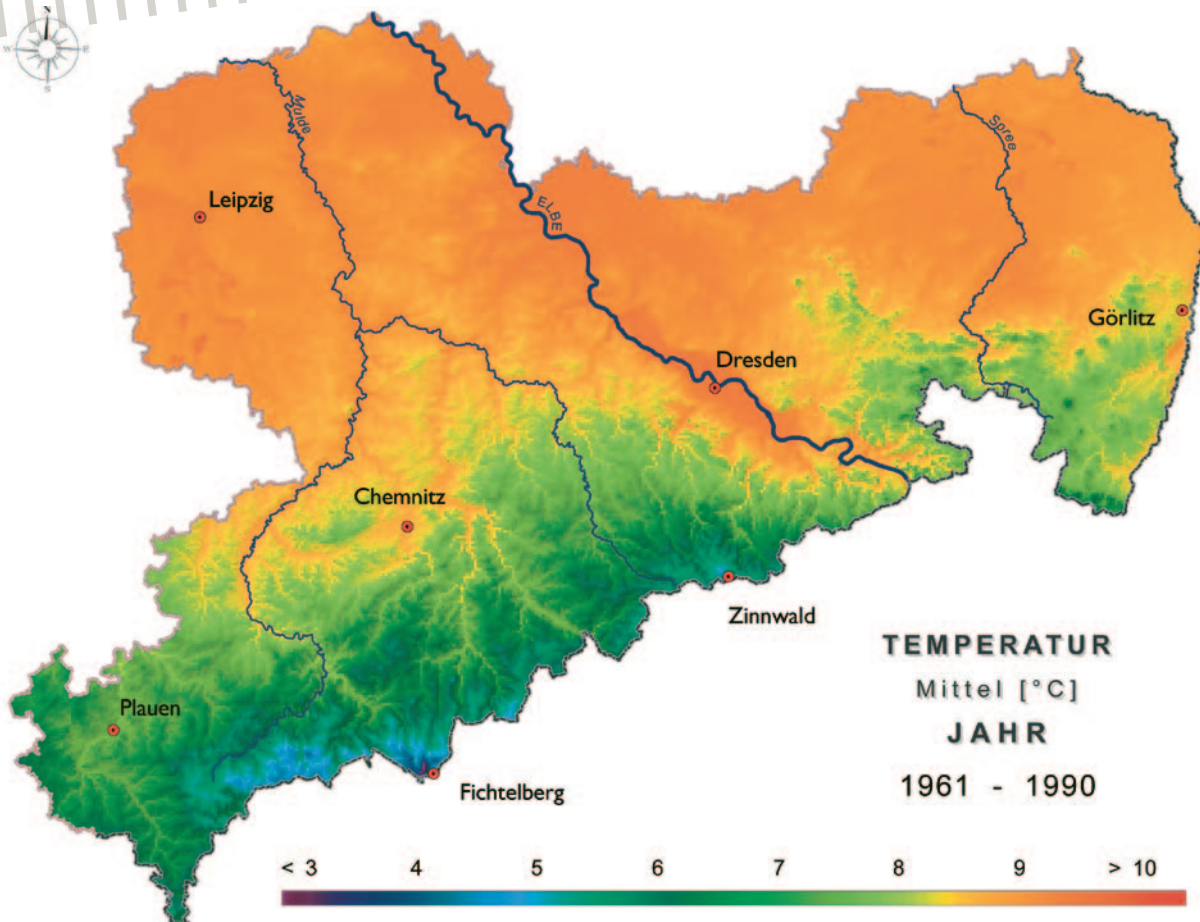 N
W E
S
Mulde
Spree
Leipzig
ELBE
Görlitz
Dresden
Chemnitz
Zinnwald
TEMPERATUR
Mittel [°C]
JAHR
1961 - 1990
Plauen
Fichtelberg
< 3 4 5 6 7 8 9 > 10